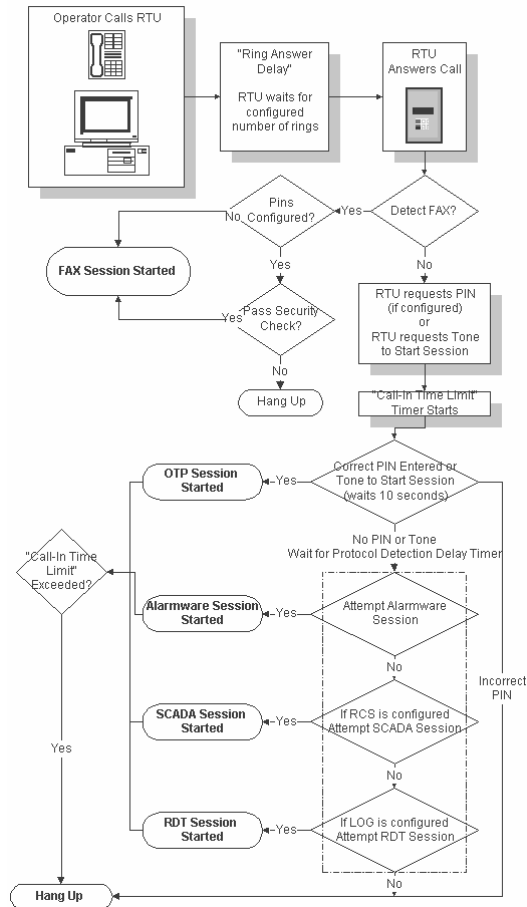 Operator Calls RTU
"Ring Answer
Delay"
RTU waits for
configured
number of rings
RTU
Answers Call
Pins
Configured?
No
Yes
Detect FAX?
FAX Session Started
Yes
No
Pass Security
Check?
Yes
RTU requests PIN
(if configured)
or
RTU requests Tone
to Start Session
No
Hang Up
"Call-In Time Limit"
Timer Starts
OTP Session
Started
Yes
Correct PIN Entered or
Tone to Start Session
(waits 10 seconds)
No PIN or Tone
Wait for Protocol Detection Delay Timer
"Call-In Time
Limit"
Exceeded?
Alarmware Session
Started
Yes
Attempt Alarmware
Session
No
Incorrect
PIN
SCADA Session
Started
Yes
If RCS is configured
Attempt SCADA Session
Yes
No
RDT Session
Started
Yes
If LOG is configured
Attempt RDT Session
No
Hang Up